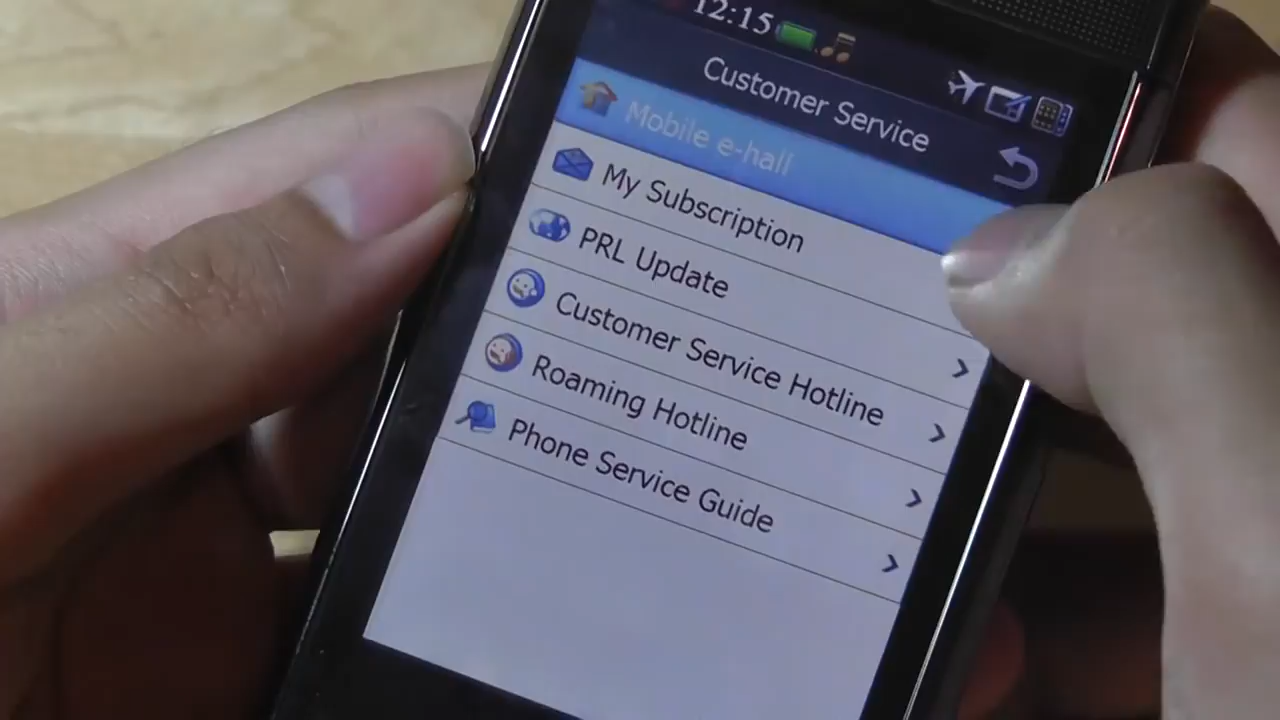 12:15
Customer Service
Mobile e-hall
My Subscription
PRL Update
Customer Service Hotline
Roaming Hotline
Phone Service Guide